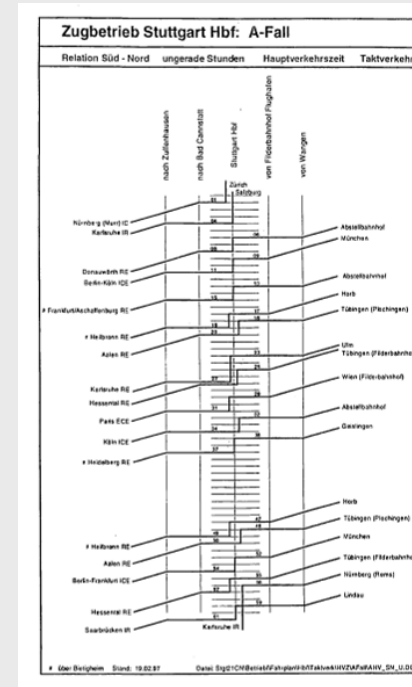 Zugbetrieb Stuttgart Hbf: A-Fall
Relation Süd - Nord ungerade Stunden Hauptverkehrszeit Taktverkehr
nach Zuffenhausen
nach Bad Cannstatt
Stuttgart Hbf
von Filderbahnhof Flughafen
von Wangen
Zürich
Salzburg
Nürnberg (Murr) IC
Karlsruhe IR
Abstellbahnhof
München
Donauwörth RE
Berlin-Köln ICE
Abstellbahnhof
Horb
# Frankfurt/Aschaffenburg RE
Tübingen (Plochingen)
# Heilbronn RE
Aalen RE
Ulm
Tübingen (Filderbahnho
Karlsruhe RE
Hessental RE
Wien (Filderbahnhof)
Paris ECE
Abstellbahnhof
Köln ICE
Geislingen
# Heidelberg RE
Horb
Tübingen (Plochingen)
# Heilbronn RE
Aalen RE
München
Berlin-Frankfurt ICE
Tübingen (Filderbahnho
Nürnberg (Rems)
Hessental RE
Lindau
Saarbrücken IR
Karlsruhe IR
# über Bietigheim Stand: 19.02.97